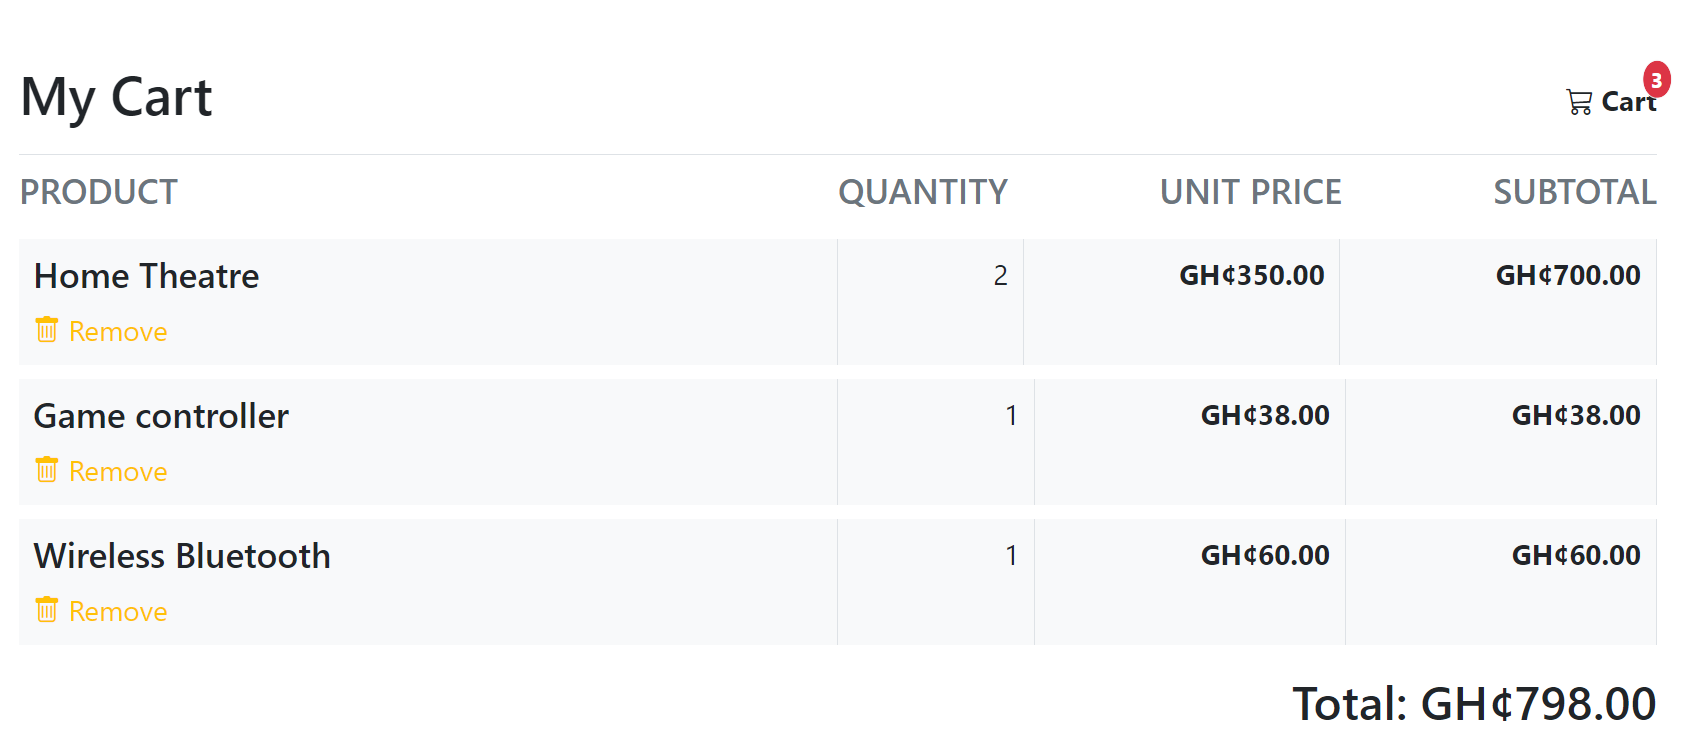 My Cart
3
Cart
PRODUCT QUANTITY UNIT PRICE SUBTOTAL
Home Theatre 2 GH¢350.00 GH¢700.00
Remove
Game controller 1 GH¢38.00 GH¢38.00
Remove
Wireless Bluetooth 1 GH¢60.00 GH¢60.00
Remove
Total: GH¢798.00